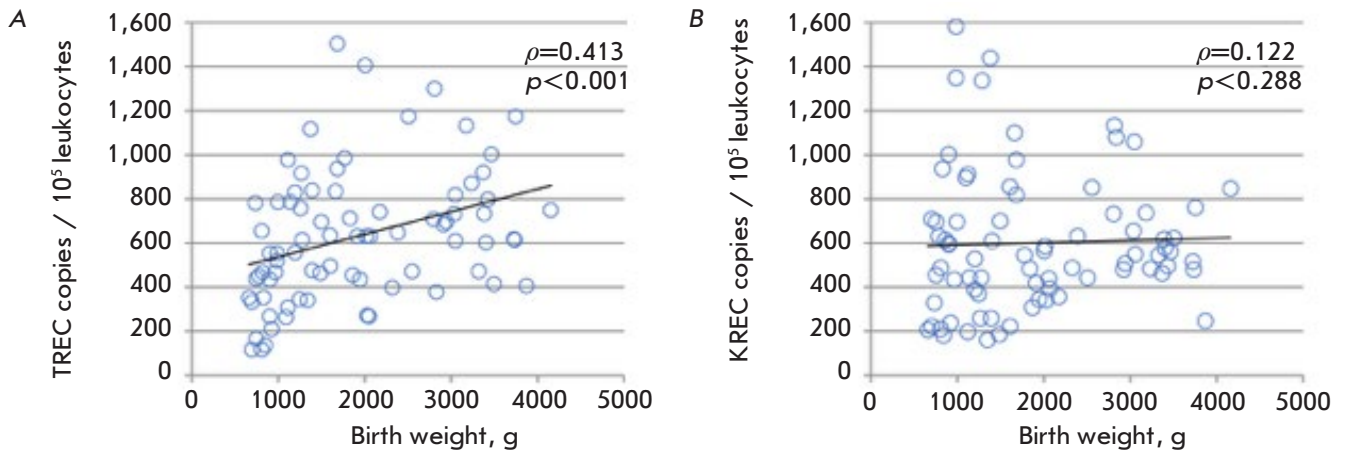 A
TREC copies / 10⁵ leukocytes
1,600
1,400
1,200
1,000
800
600
400
200
0
ρ=0.413
p<0.001
0 1000 2000 3000 4000 5000
Birth weight, g
B
KREC copies / 10⁵ leukocytes
1,600
1,400
1,200
1,000
800
600
400
200
0
ρ=0.122
p<0.288
0 1000 2000 3000 4000 5000
Birth weight, g